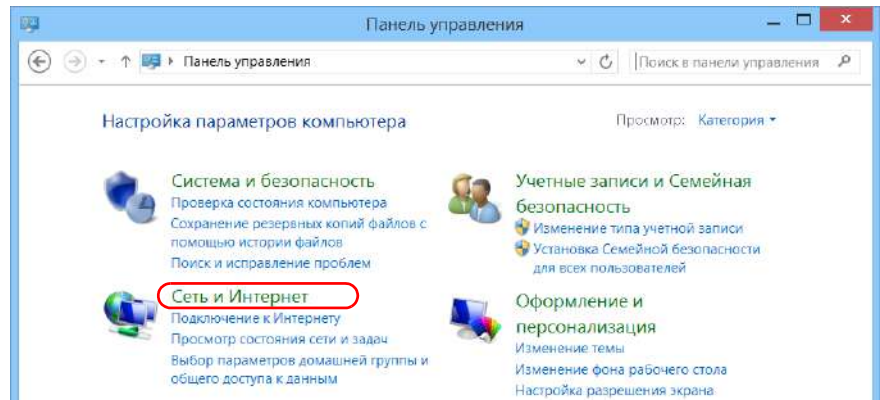 Панель управления
Панель управления
Поиск в панели управления
Настройка параметров компьютера
Просмотр: Категория
Система и безопасность
Проверка состояния компьютера
Сохранение резервных копий файлов с
помощью истории файлов
Поиск и исправление проблем
Сеть и Интернет
Подключение к Интернету
Просмотр состояния сети и задач
Выбор параметров домашней группы и
общего доступа к данным
Учетные записи и Семейная
безопасность
Изменение типа учетной записи
Установка Семейной безопасности
для всех пользователей
Оформление и
персонализация
Изменение темы
Изменение фона рабочего стола
Настройка разрешения экрана